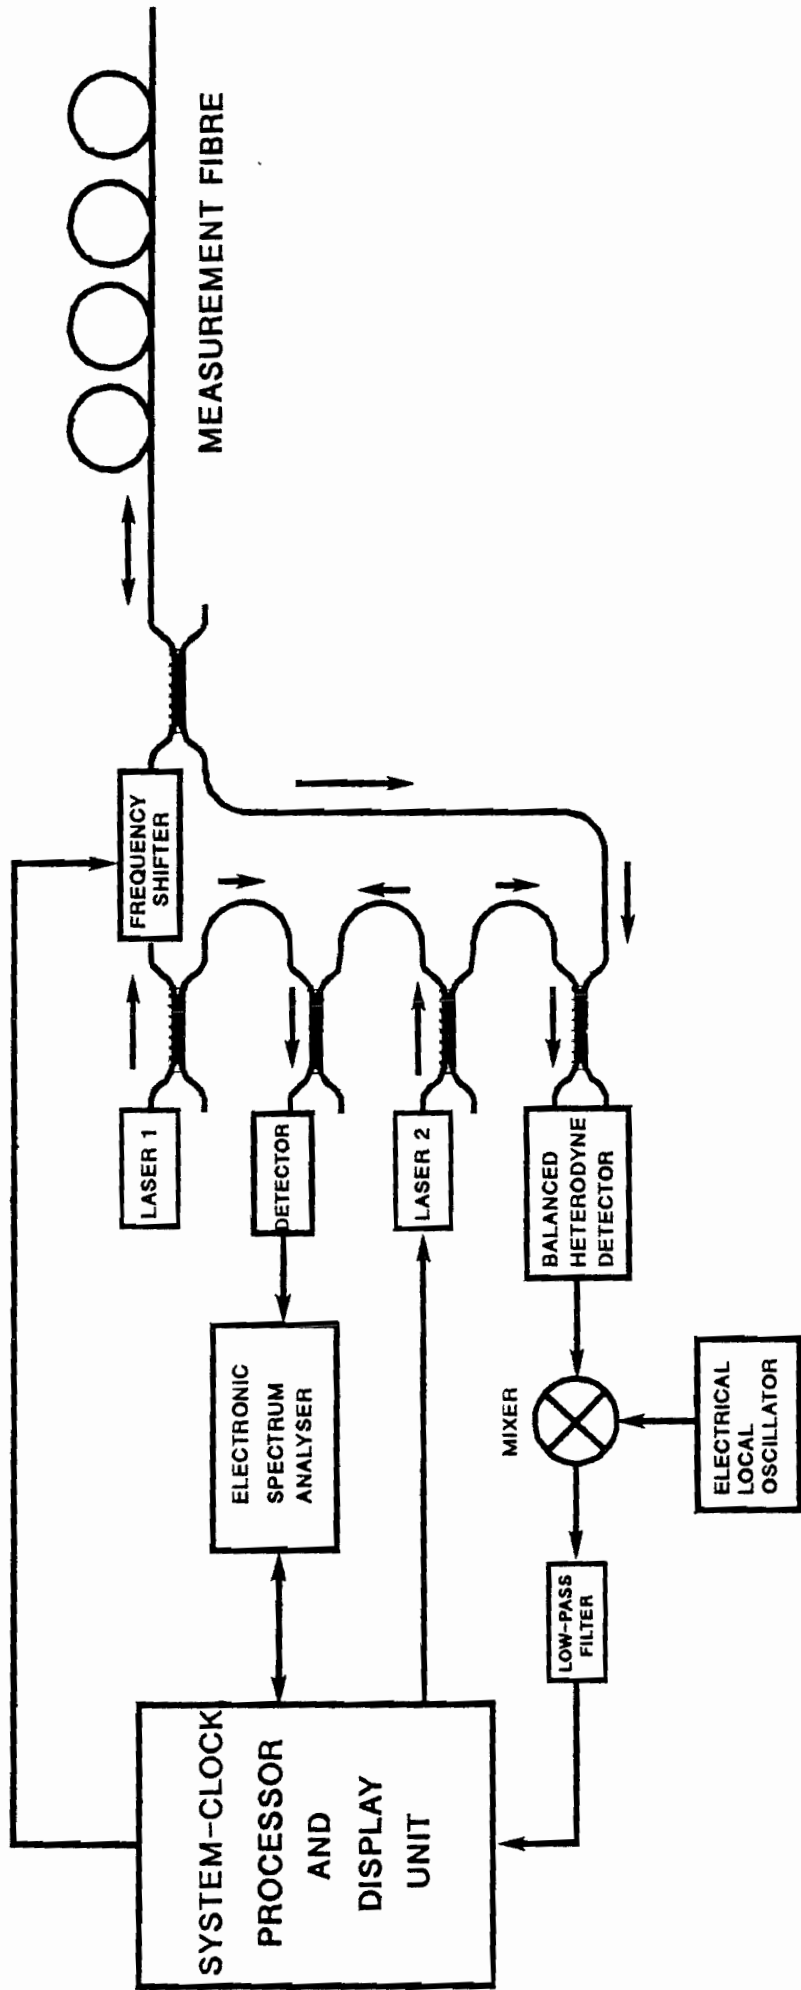 MEASUREMENT FIBRE
FREQUENCY
SHIFTER
LASER 1
DETECTOR
LASER 2
BALANCED
HETERODYNE
DETECTOR
ELECTRONIC
SPECTRUM
ANALYSER
MIXER
ELECTRICAL
LOCAL
OSCILLATOR
LOW-PASS
FILTER
SYSTEM-CLOCK
PROCESSOR
AND
DISPLAY
UNIT